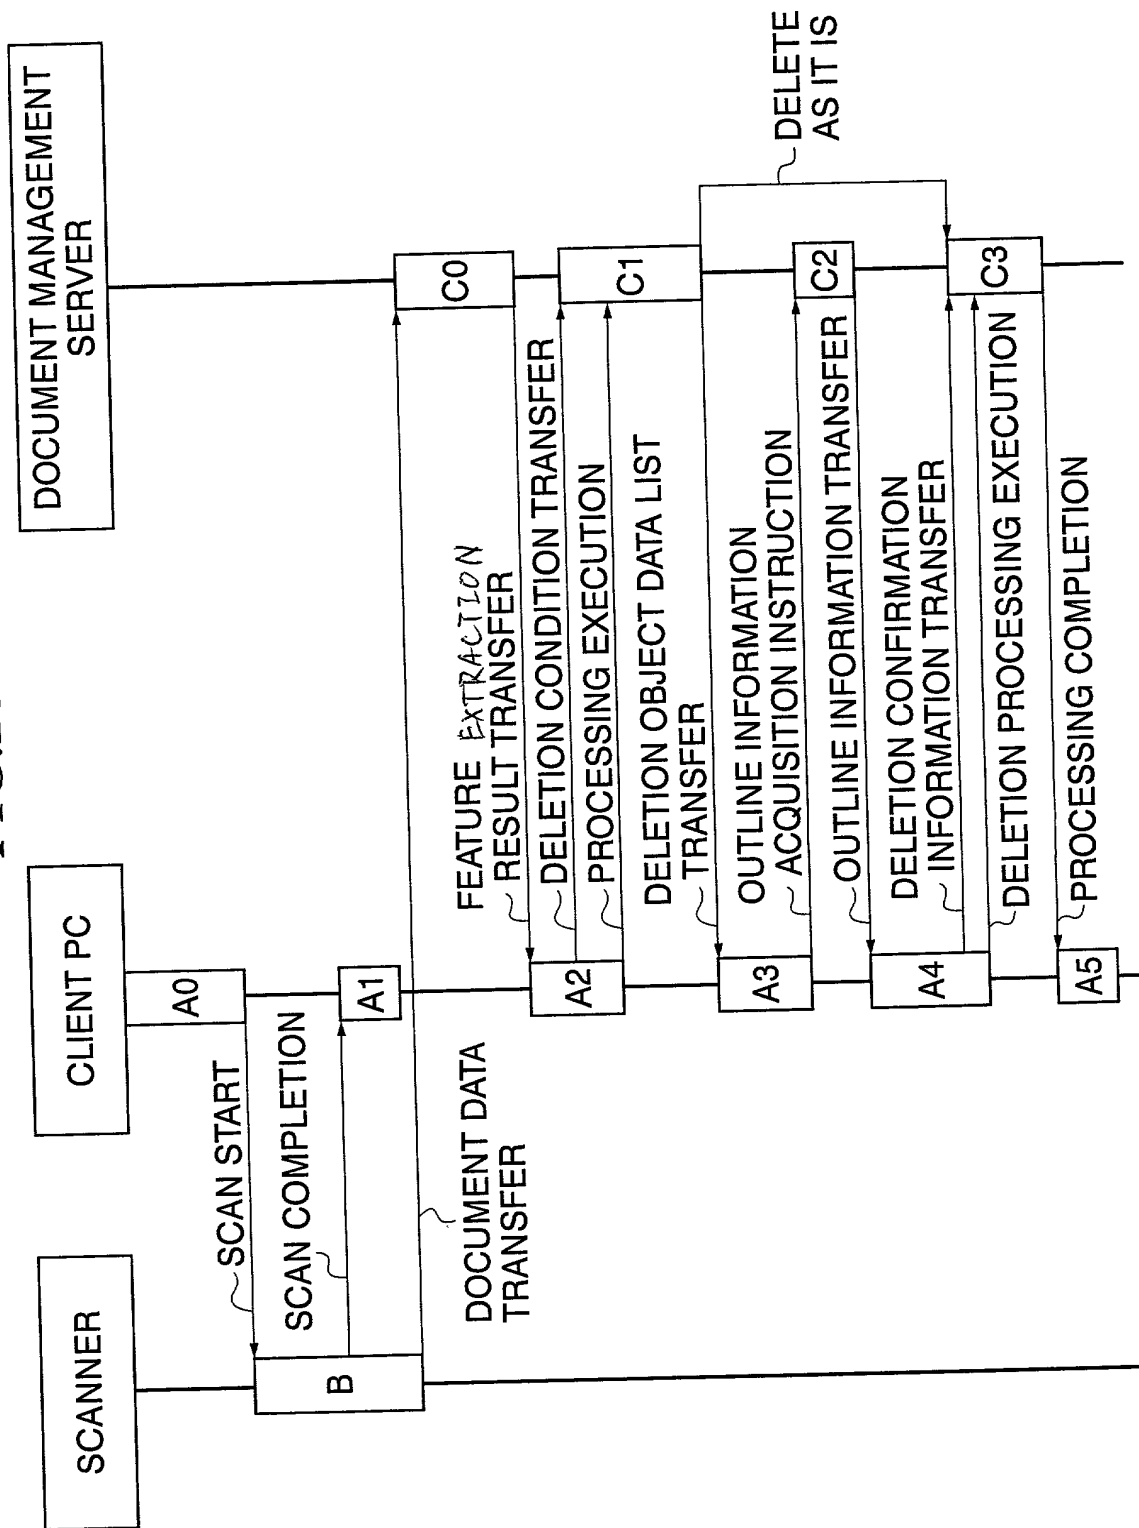 SCANNER
CLIENT PC
DOCUMENT MANAGEMENT
SERVER
A0
SCAN START
B
SCAN COMPLETION
A1
DOCUMENT DATA
TRANSFER
C0
FEATURE EXTRACTION
RESULT TRANSFER
A2
DELETION CONDITION TRANSFER
PROCESSING EXECUTION
C1
DELETION OBJECT DATA LIST
TRANSFER
DELETE
AS IT IS
A3
OUTLINE INFORMATION
ACQUISITION INSTRUCTION
C2
OUTLINE INFORMATION TRANSFER
A4
DELETION CONFIRMATION
INFORMATION TRANSFER
DELETION PROCESSING EXECUTION
C3
PROCESSING COMPLETION
A5